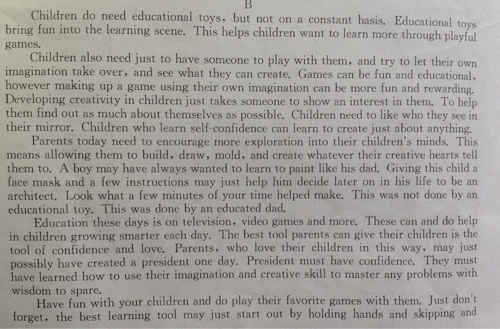 B
Children do need educational toys, but not on a constant basis. Educational toys
bring fun into the learning scene. This helps children want to learn more through playful
games.
Children also need just to have someone to play with them, and try to let their own
imagination take over, and see what they can create. Games can be fun and educational,
however making up a game using their own imagination can be more fun and rewarding.
Developing creativity in children just takes someone to show an interest in them. To help
them find out as much about themselves as possible. Children need to like who they see in
their mirror. Children who learn self-confidence can learn to create just about anything.
Parents today need to encourage more exploration into their children's minds. This
means allowing them to build, draw, mold, and create whatever their creative hearts tell
them to. A boy may have always wanted to learn to paint like his dad. Giving this child a
face mask and a few instructions may just help him decide later on in his life to be an
architect. Look what a few minutes of your time helped make. This was not done by an
educational toy. This was done by an educated dad.
Education these days is on television, video games and more. These can and do help
in children growing smarter each day. The best tool parents can give their children is the
tool of confidence and love. Parents, who love their children in this way, may just
possibly have created a president one day. President must have confidence. They must
have learned how to use their imagination and creative skill to master any problems with
wisdom to spare.
Have fun with your children and do play their favorite games with them. Just don't
forget, the best learning tool may just start out by holding hands and skipping and